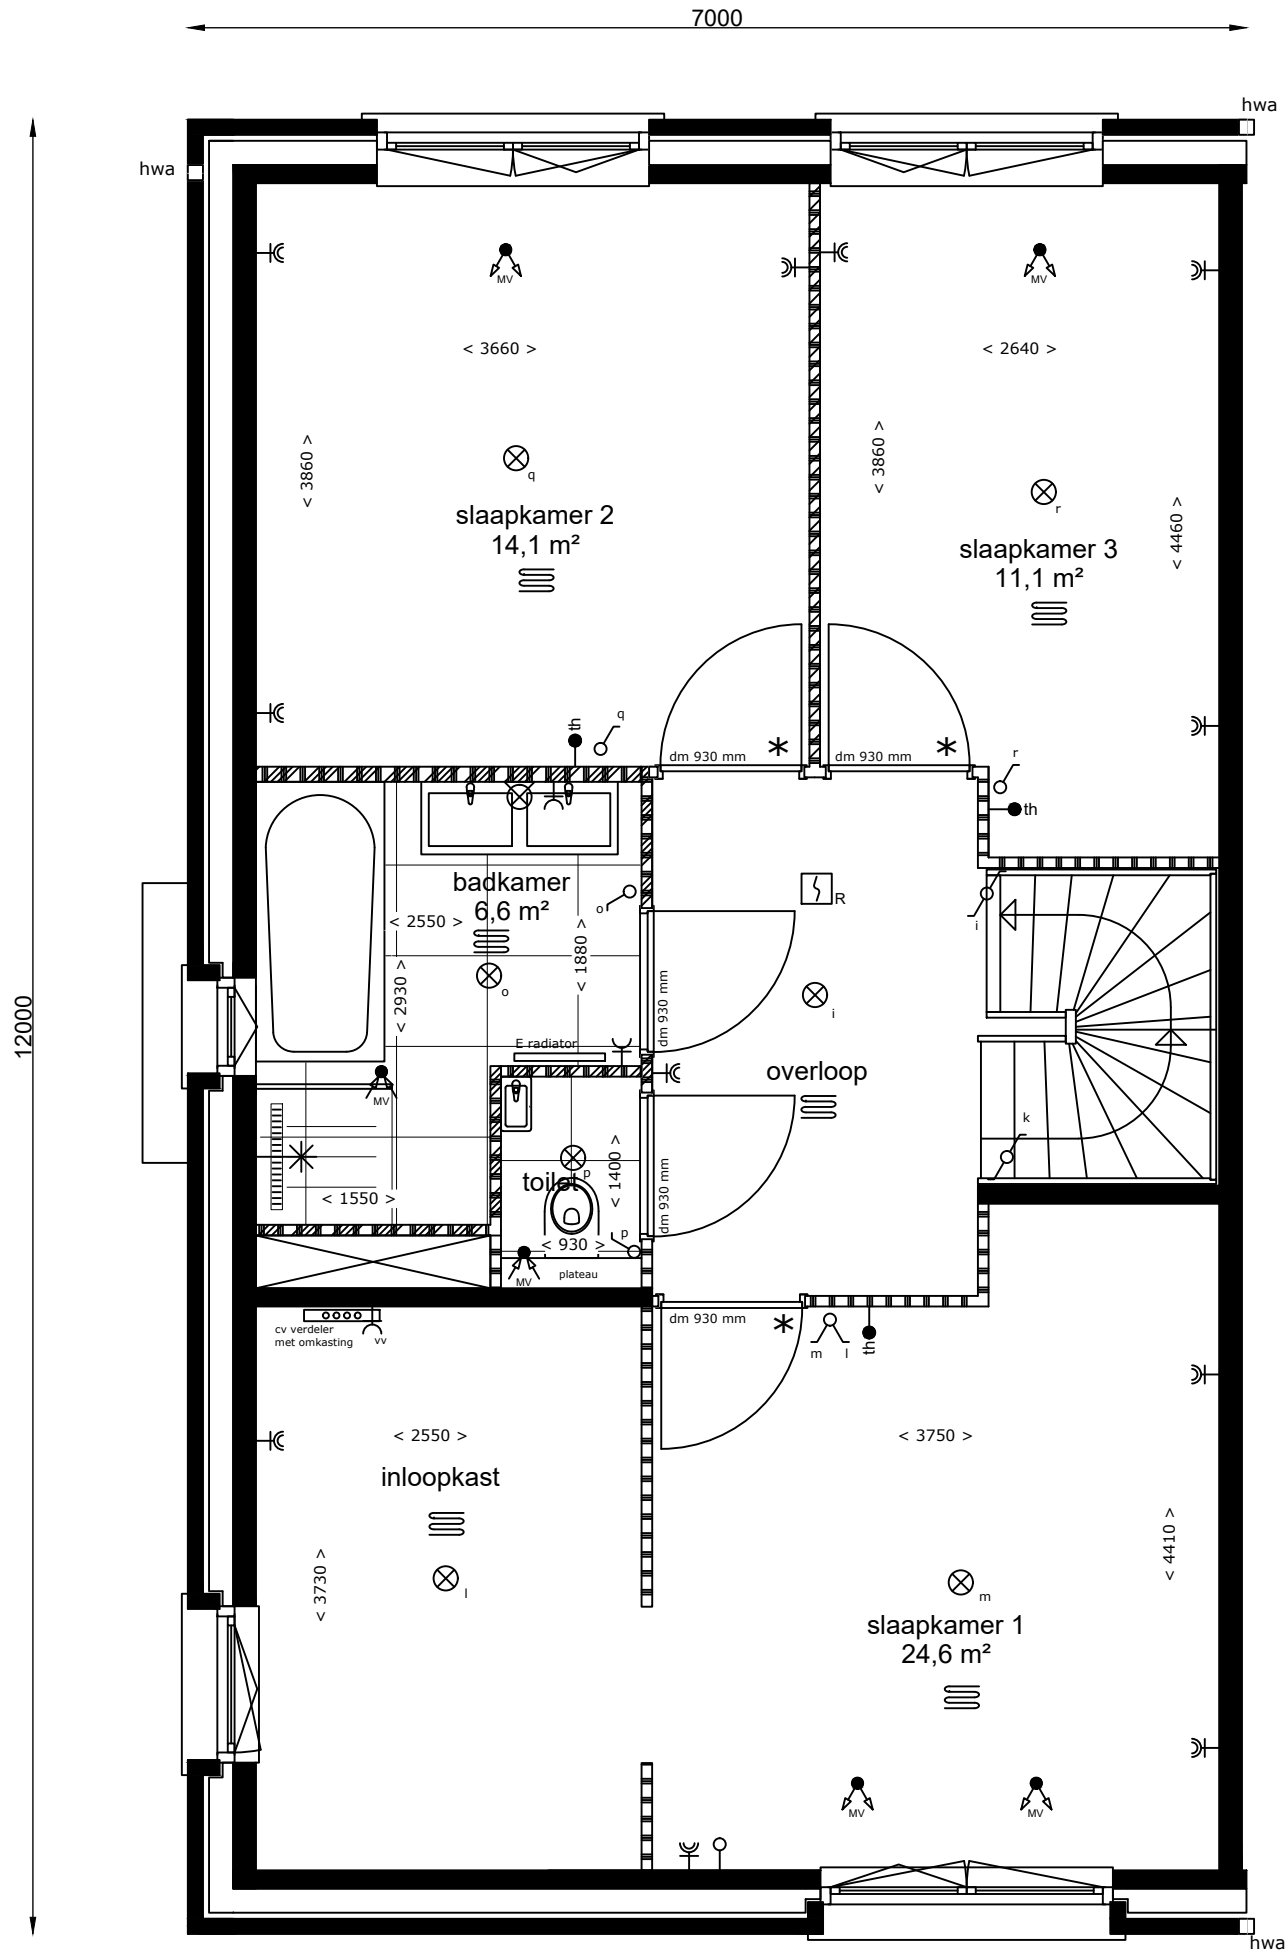 7000
hwa
hwa
12000
MV
MV
< 3660 >
< 2640 >
< 3860 >
< 3860 >
< 4460 >
q
r
slaapkamer 2
14,1 m²
slaapkamer 3
11,1 m²
th
q
dm 930 mm
*
dm 930 mm
*
r
th
badkamer
6,6 m²
< 2550 >
o
R
< 1880 >
< 2930 >
o
i
i
dm 930 mm
E radiator
overloop
MV
k
toilet
p
< 1400 >
dm 930 mm
< 1550 >
< 930 >
p
plateau
MV
cv verdeler
met omkasting
vv
dm 930 mm
*
m
l
th
< 2550 >
< 3750 >
inloopkast
< 3730 >
< 4410 >
l
m
slaapkamer 1
24,6 m²
MV
MV
hwa